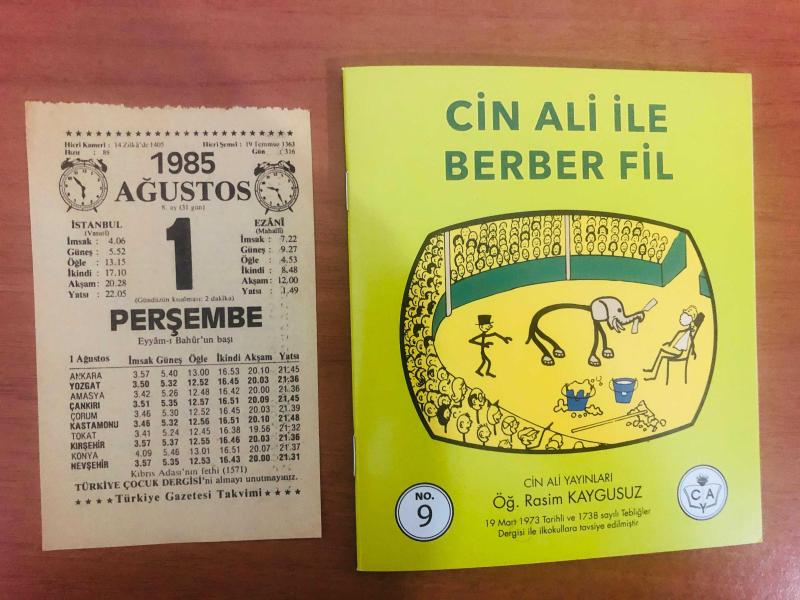 Hicri Kameri : 14 Zilka'de 1405 Hicri Şemsî : 19 Temmuz 1363
Hızır : 88 Gün : 316
1985
AĞUSTOS
8. ay (31 gün)
İSTANBUL
(Vasati)
İmsak : 4.06
Güneş : 5.52
Öğle : 13.15
İkindi : 17.10
Akşam : 20.28
Yatsı : 22.05
1
EZANÎ
(Mahallî)
İmsak : 7.22
Güneş : 9.27
Öğle : 4.53
İkindi : 8.48
Akşam : 12.00
Yatsı : 1.49
(Gündüzün kısalması: 2 dakika)
PERŞEMBE
Eyyâm-ı Bahûr'un başı
1 Ağustos İmsak Güneş Öğle İkindi Akşam Yatsı
ANKARA 3.57 5.40 13.00 16.53 20.10 21.45
YOZGAT 3.50 5.32 12.52 16.45 20.03 21.36
AMASYA 3.42 5.26 12.48 16.42 20.00 21.36
ÇANKIRI 3.51 5.35 12.57 16.51 20.09 21.45
ÇORUM 3.46 5.30 12.52 16.45 20.03 21.39
KASTAMONU 3.46 5.32 12.56 16.51 20.10 21.48
TOKAT 3.41 5.24 12.45 16.38 19.56 21.32
KIRŞEHİR 3.57 5.37 12.55 16.46 20.03 21.36
KONYA 4.09 5.46 13.01 16.51 20.07 21.37
NEVŞEHİR 3.57 5.35 12.53 16.43 20.00 21.31
Kıbrıs Adası'nın fethi (1571)
TÜRKİYE ÇOCUK DERGİSİ'ni almayı unutmayınız.
Türkiye Gazetesi Takvimi
CİN ALİ İLE
BERBER FİL
CİN ALİ YAYINLARI
Öğ. Rasim KAYGUSUZ
19 Mart 1973 Tarihli ve 1738 sayılı Tebliğler
Dergisi ile ilkokullara tavsiye edilmiştir
NO.
9
C A
Y